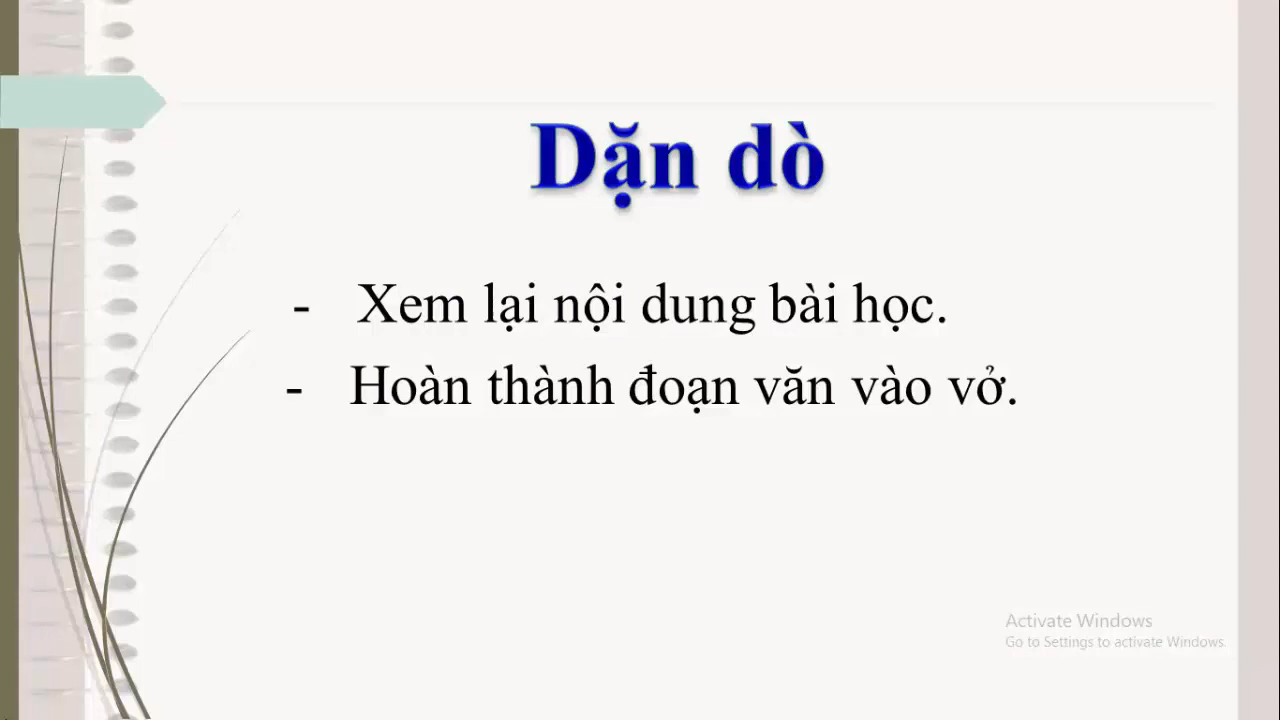 Dặn dò
- Xem lại nội dung bài học.
- Hoàn thành đoạn văn vào vở.
Activate Windows
Go to Settings to activate Windows.